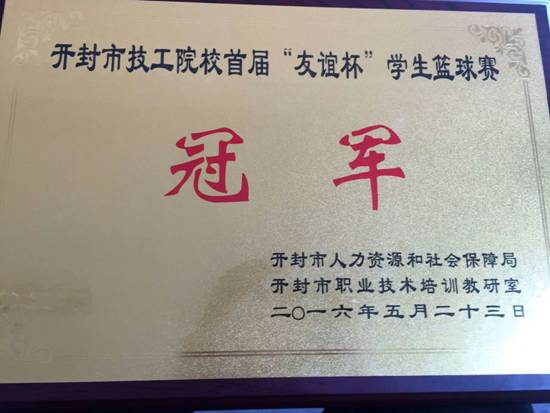 开封市技工院校首届“友谊杯”学生篮球赛
冠军
开封市人力资源和社会保障局
开封市职业技术培训教研室
二〇一六年五月二十三日